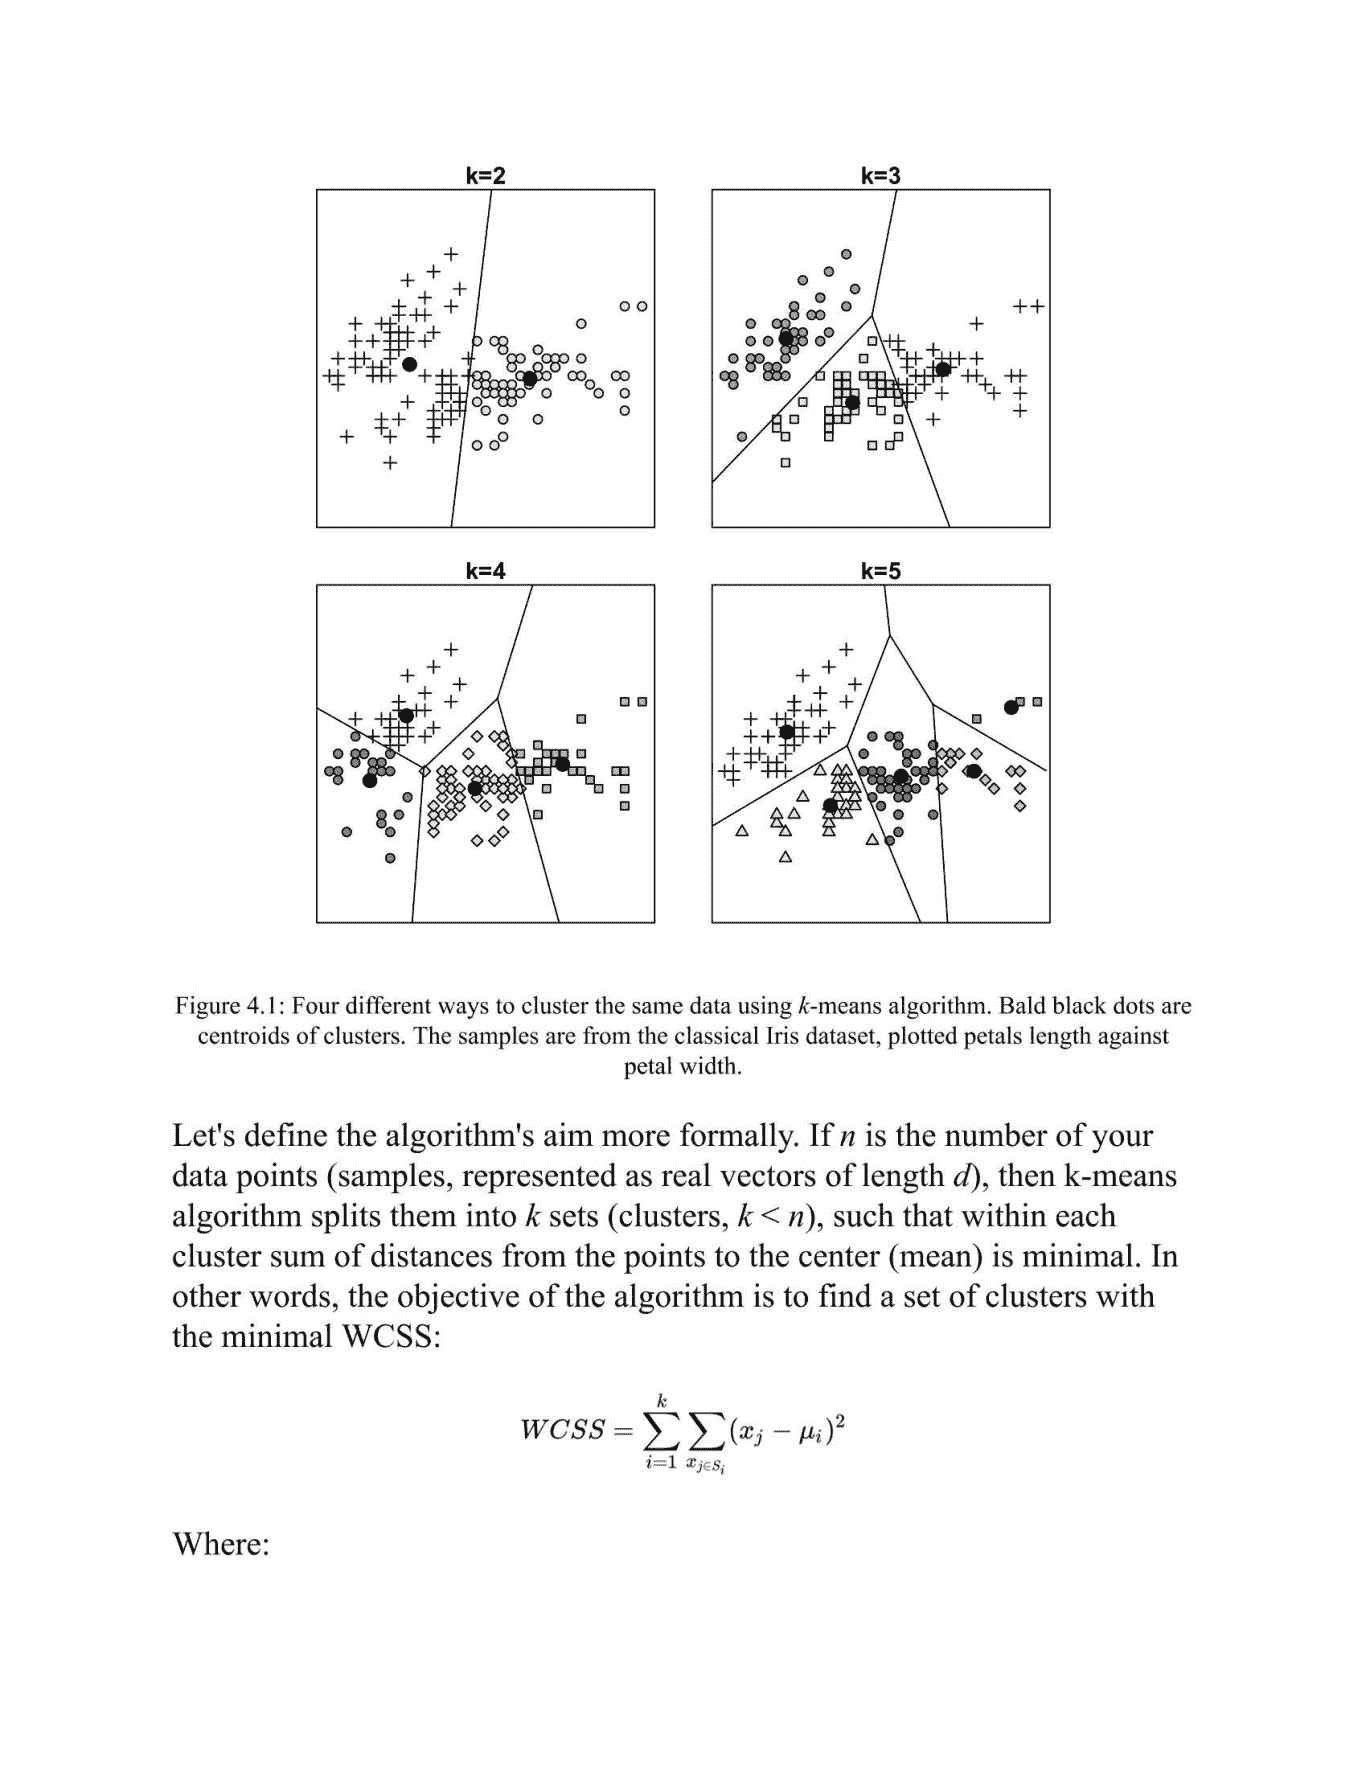 k=2
k=3
k=4
k=5
Figure 4.1: Four different ways to cluster the same data using k-means algorithm. Bald black dots are
centroids of clusters. The samples are from the classical Iris dataset, plotted petals length against
petal width.
Let's define the algorithm's aim more formally. If n is the number of your
data points (samples, represented as real vectors of length d), then k-means
algorithm splits them into k sets (clusters, k < n), such that within each
cluster sum of distances from the points to the center (mean) is minimal. In
other words, the objective of the algorithm is to find a set of clusters with
the minimal WCSS:
WCSS = \sum_{i=1}^{k} \sum_{x_j \in S_i} (x_j − μ_i)^2
Where: